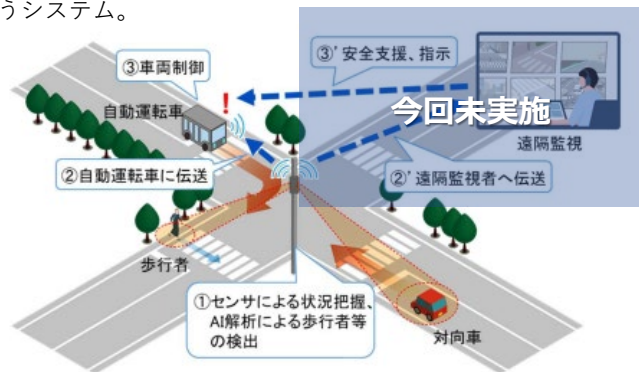 うシステム。
③車両制御
③’安全支援、指示
自動運転車
今回未実施
遠隔監視
②自動運転車に伝送
②’遠隔監視者へ伝送
歩行者
①センサによる状況把握、
AI解析による歩行者等
の検出
対向車